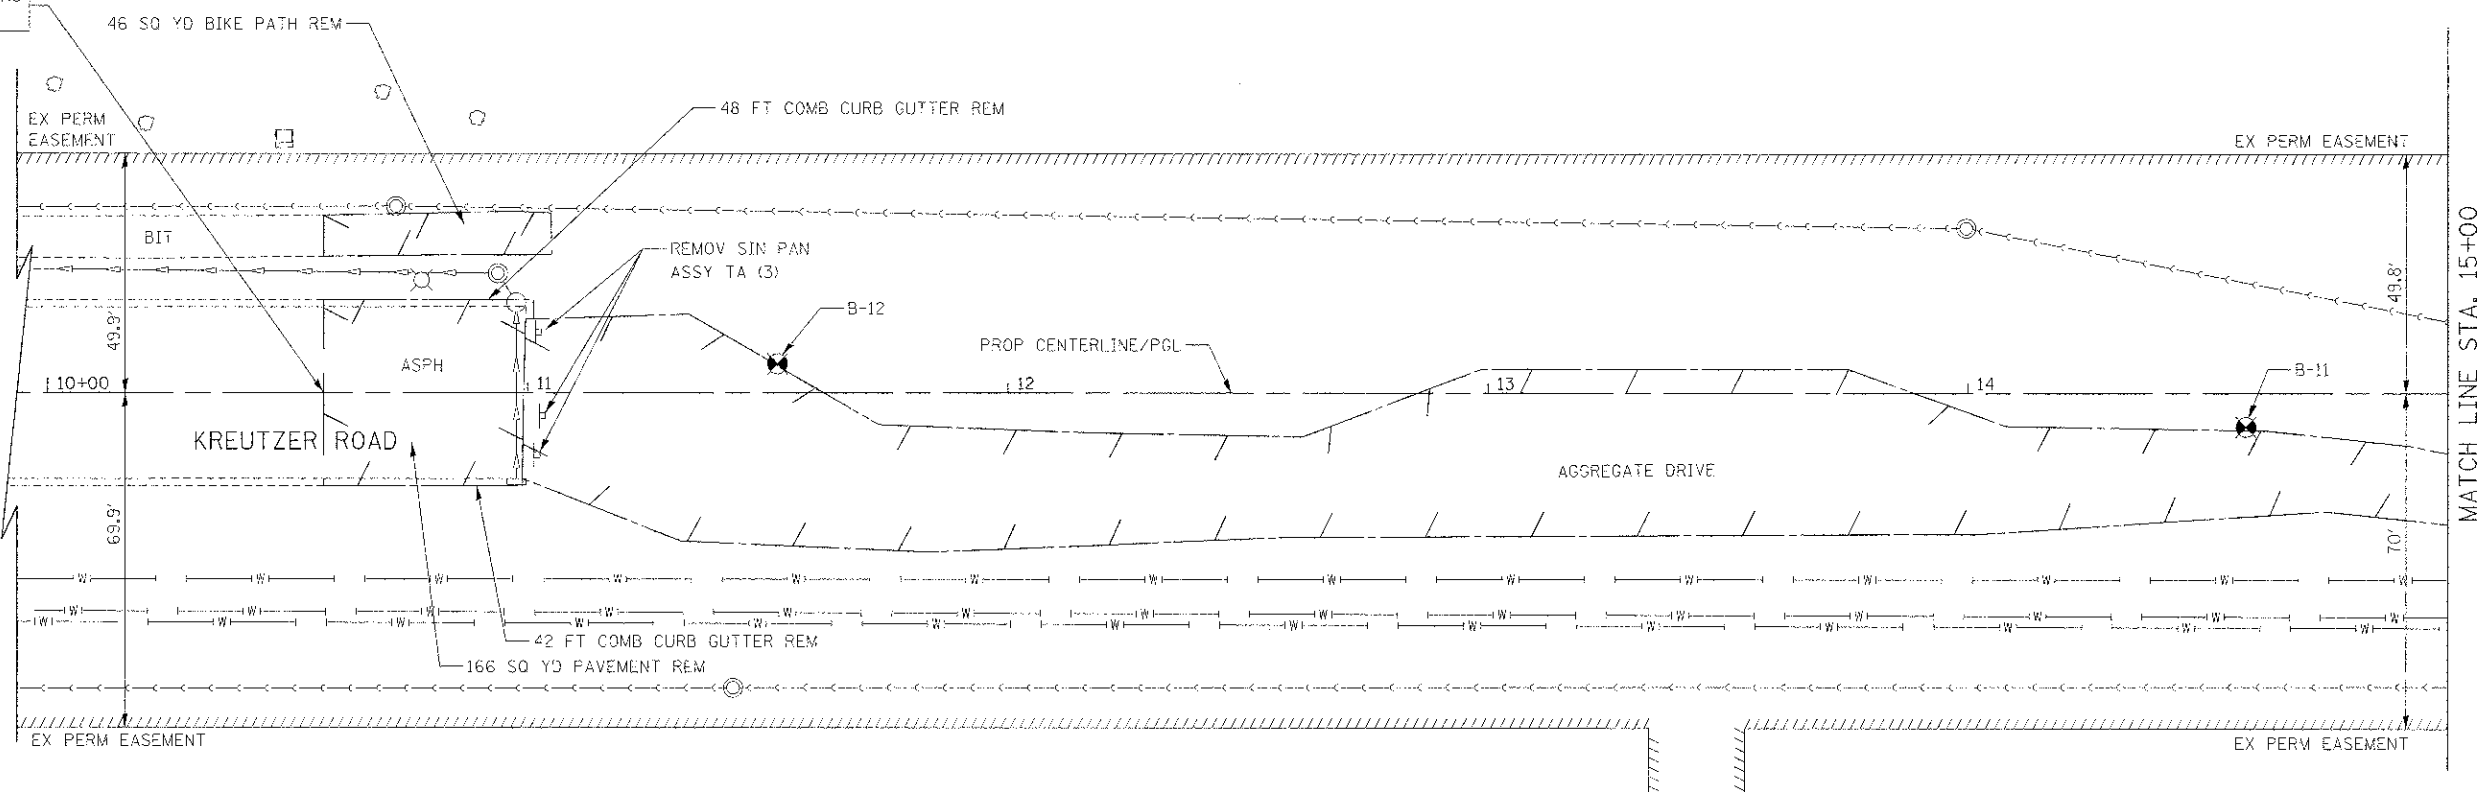 46 SQ YD BIKE PATH REM
48 FT COMB CURB GUTTER REM
EX PERM
EASEMENT
EX PERM EASEMENT
BIT
REMOV SIN PAN
ASSY TA (3)
49.9'
49.8'
B-12
PROP CENTERLINE/PGL
ASPH
10+00
11
12
13
14
B-11
KREUTZER ROAD
AGGREGATE DRIVE
MATCH LINE STA. 15+00
69.9'
70'
W W W W W W W W W W W W W W
W W W W W W W W W W W W W W
W W W W W W W W W W W W W W
42 FT COMB CURB GUTTER REM
166 SQ YD PAVEMENT REM
EX PERM EASEMENT
EX PERM EASEMENT